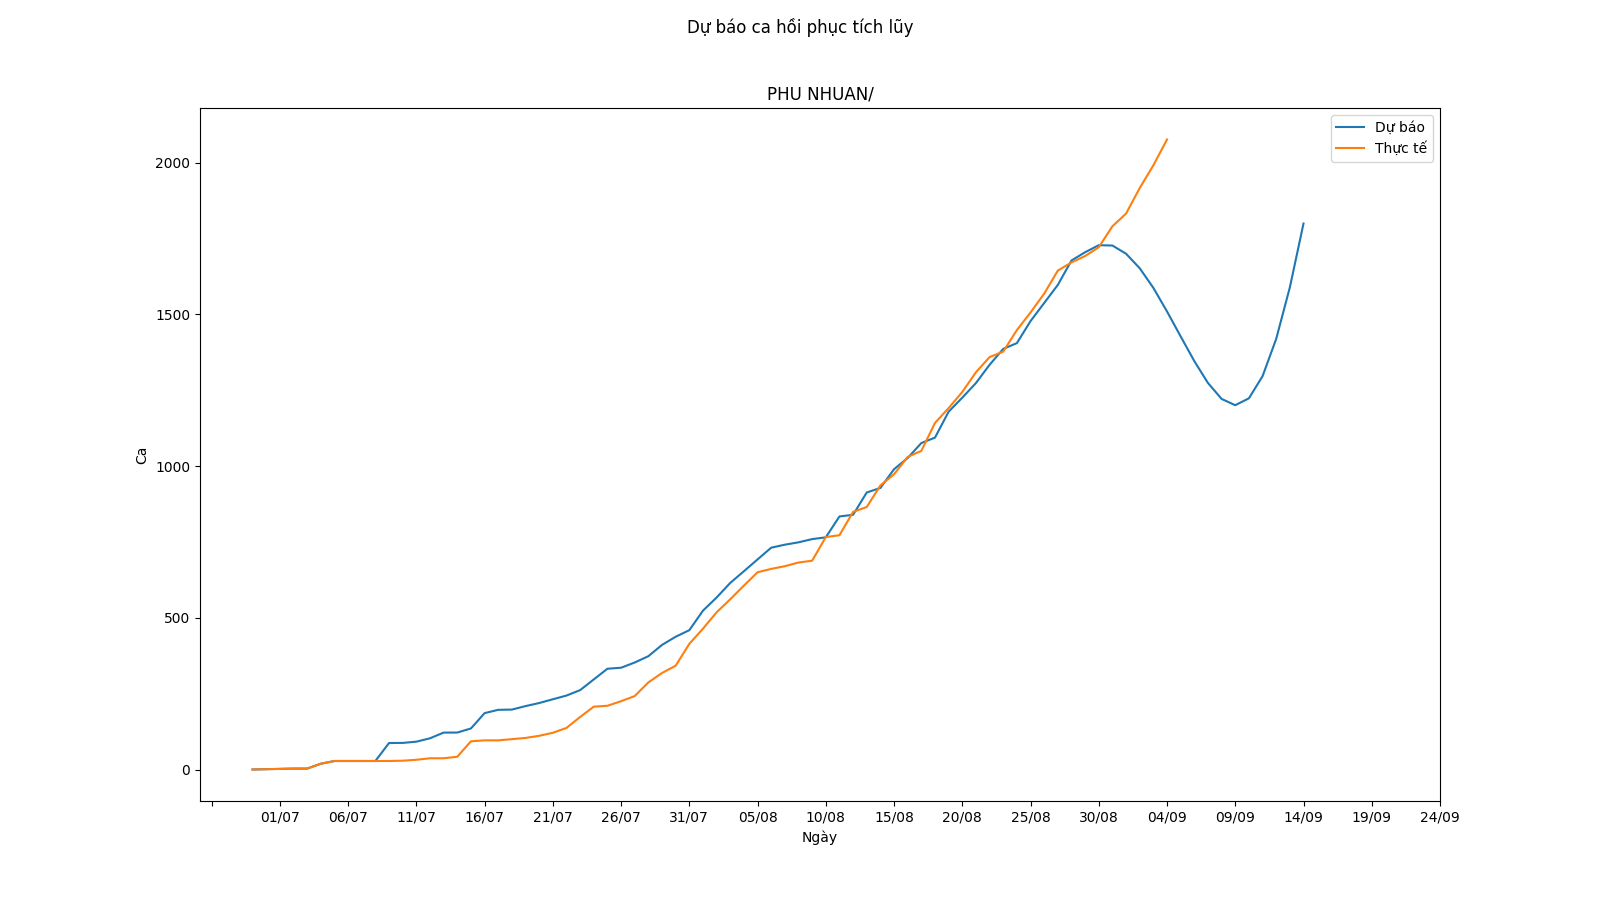 Dự báo ca hồi phục tích lũy
PHU NHUAN/
Dự báo
Thực tế
2000
1500
1000
500
0
Ca
01/07 06/07 11/07 16/07 21/07 26/07 31/07 05/08 10/08 15/08 20/08 25/08 30/08 04/09 09/09 14/09 19/09 24/09
Ngày